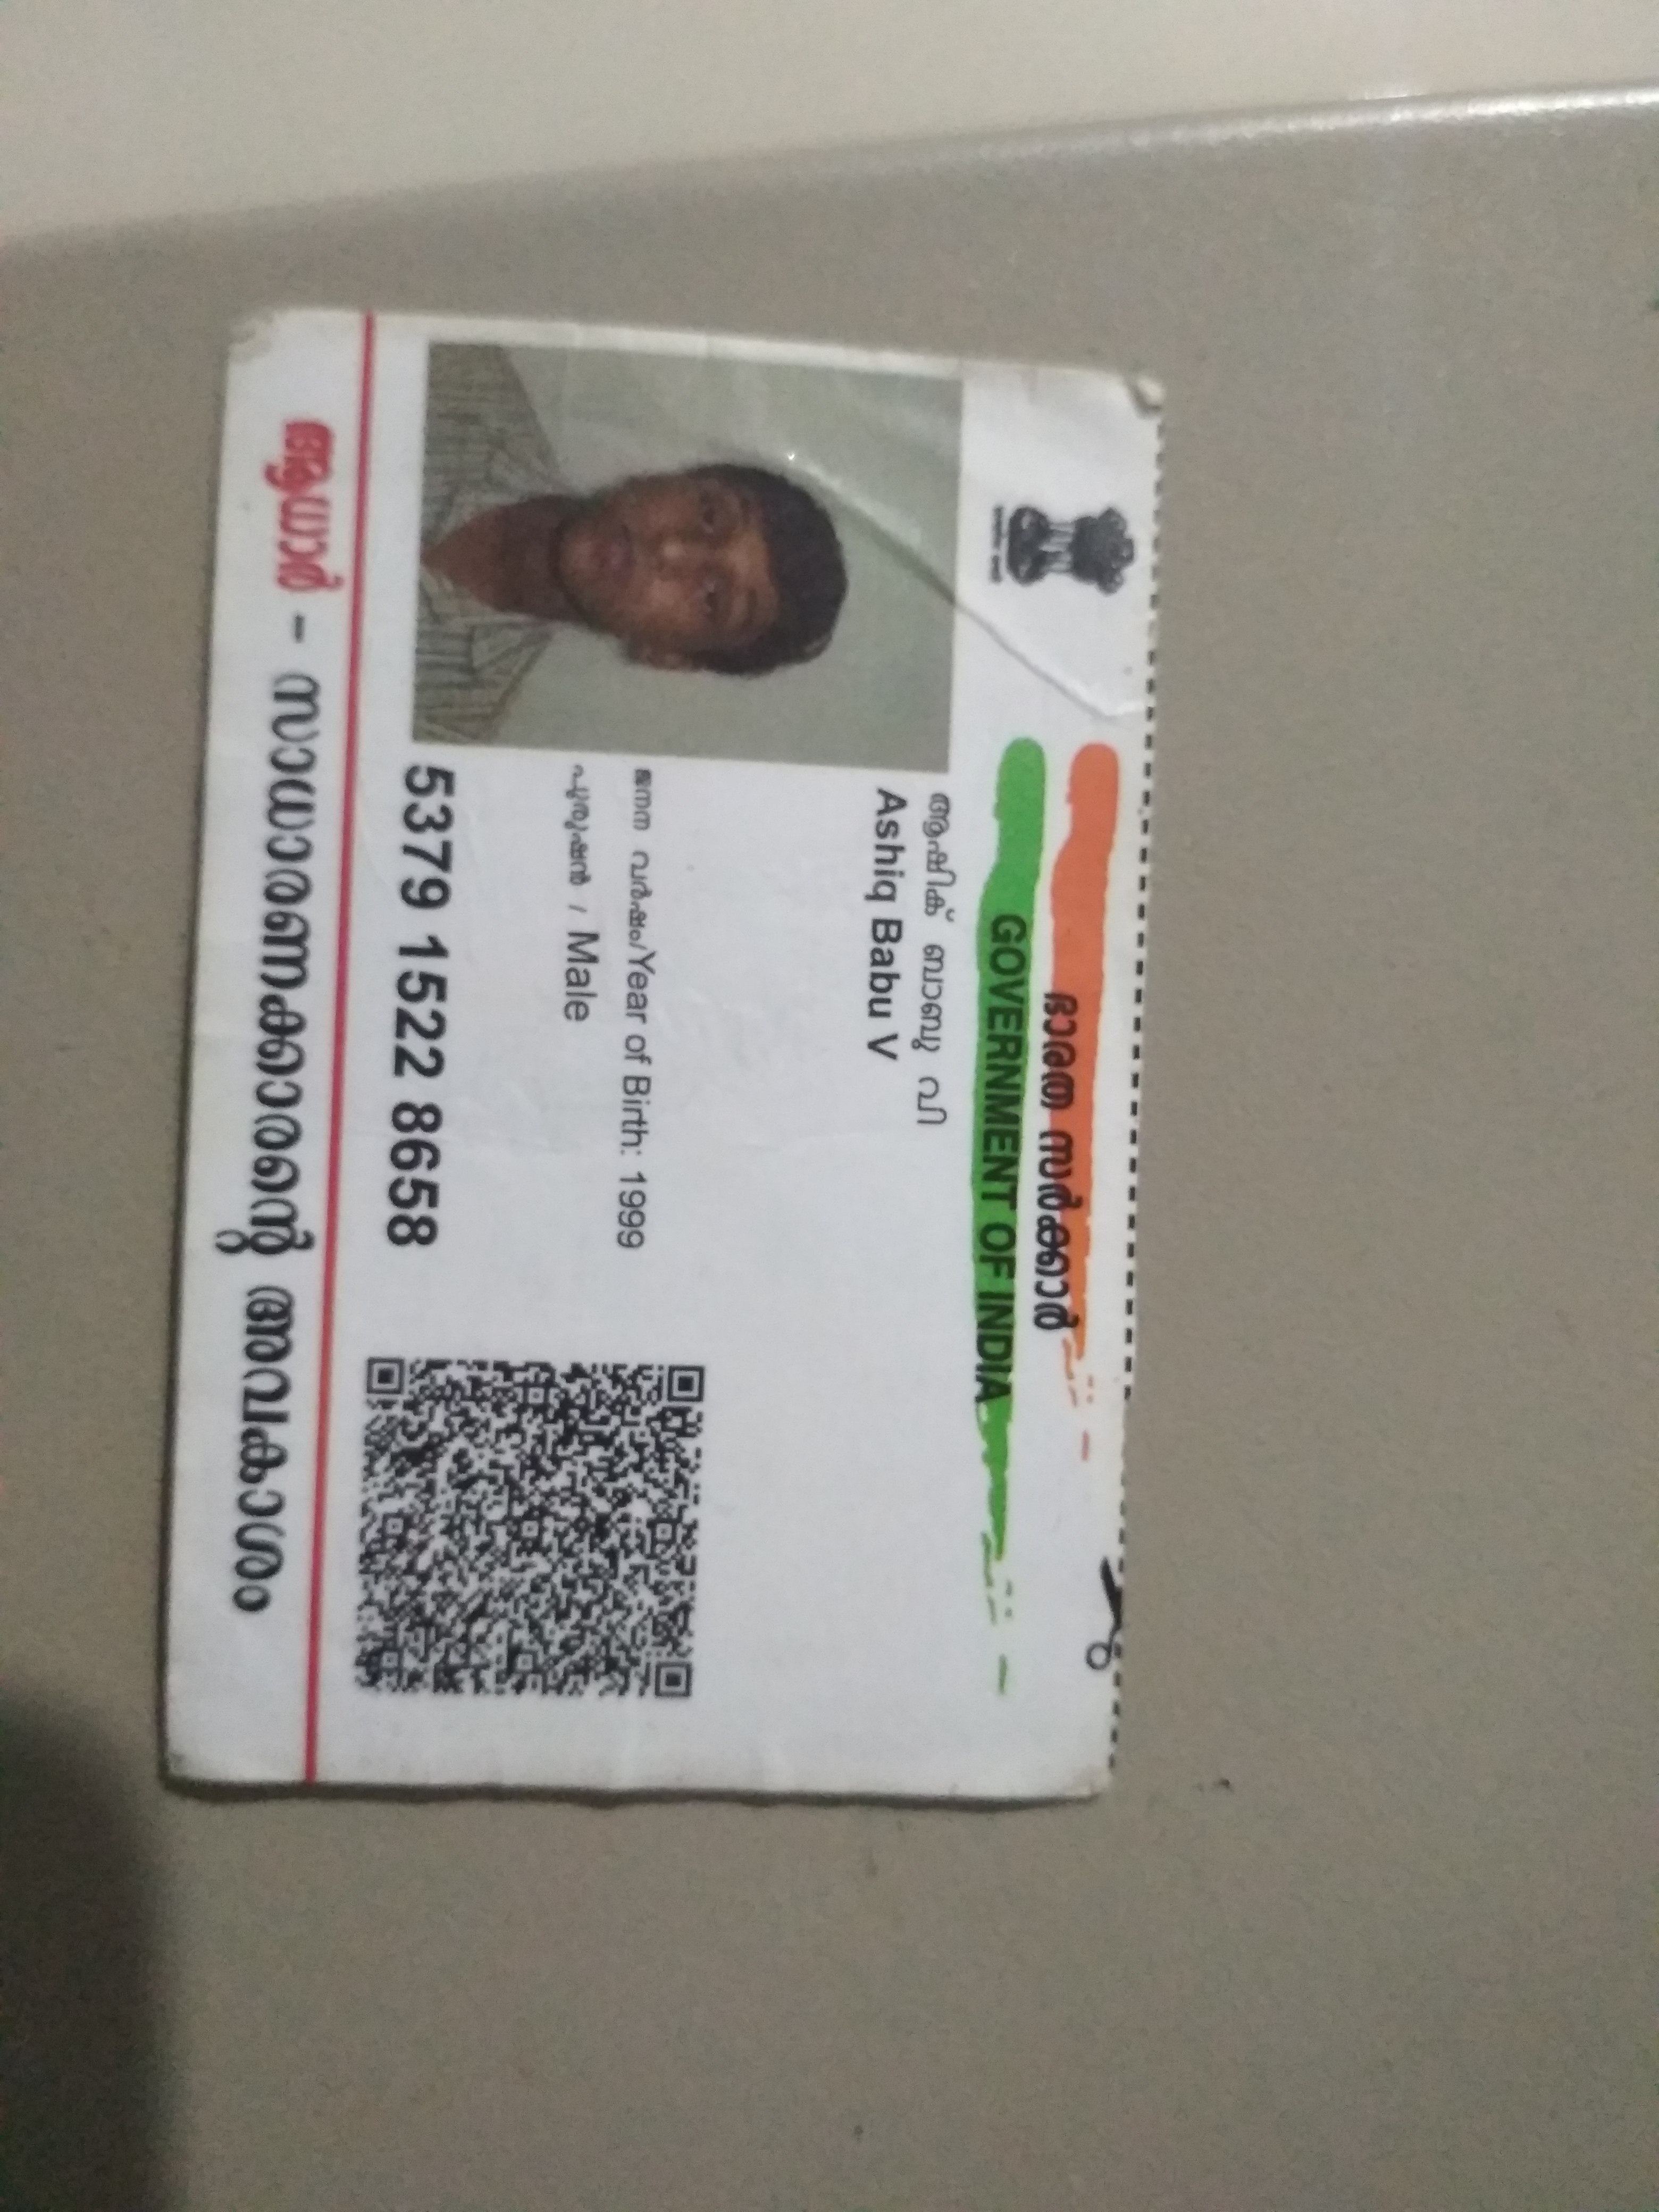 ഭാരത സർക്കാർ
GOVERNMENT OF INDIA
ആഷിക് ബാബു വി
Ashiq Babu V
ജനന വർഷം/Year of Birth: 1999
പുരുഷൻ / Male
5379 1522 8658
ആധാർ - സാധാരണക്കാരന്റെ അവകാശം